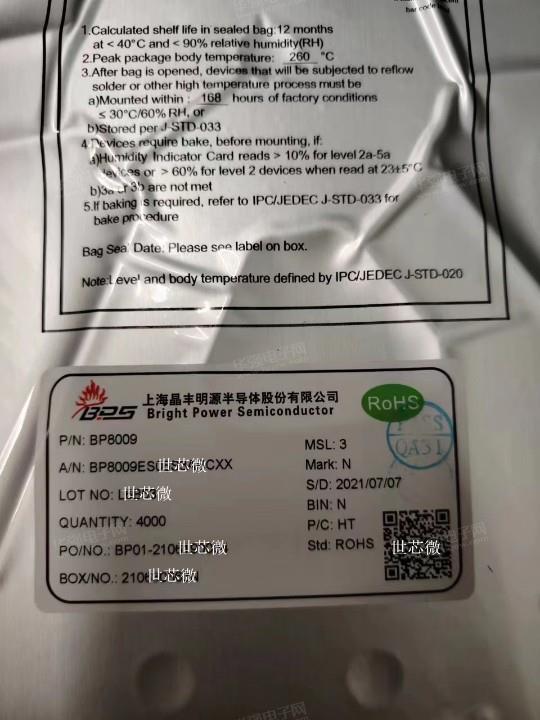 bar code label
1.Calculated shelf life in sealed bag:12 months
at < 40°C and < 90% relative humidity(RH)
2.Peak package body temperature: 260 °C
3.After bag is opened, devices that will be subjected to reflow
solder or other high temperature process must be
a)Mounted within : 168 hours of factory conditions
≤ 30°C/60% RH, or
b)Stored per J-STD-033
4.Devices require bake, before mounting, if:
a)Humidity Indicator Card reads > 10% for level 2a-5a
devices or > 60% for level 2 devices when read at 23±5°C
b)3a or 3b are not met
5.If baking is required, refer to IPC/JEDEC J-STD-033 for
bake procedure
Bag Seal Date: Please see label on box.
Note:Level and body temperature defined by IPC/JEDEC J-STD-020
BPS
上海晶丰明源半导体股份有限公司
Bright Power Semiconductor
RoHS
P/N: BP8009
MSL: 3
QA31
A/N: BP8009ES 世芯微 CXX
Mark: N
LOT NO: 世芯微
S/D: 2021/07/07
QUANTITY: 4000
BIN: N
P/C: HT
PO/NO.: BP01-210 世芯微
Std: ROHS
世芯微
BOX/NO.: 210 世芯微
华强电子网